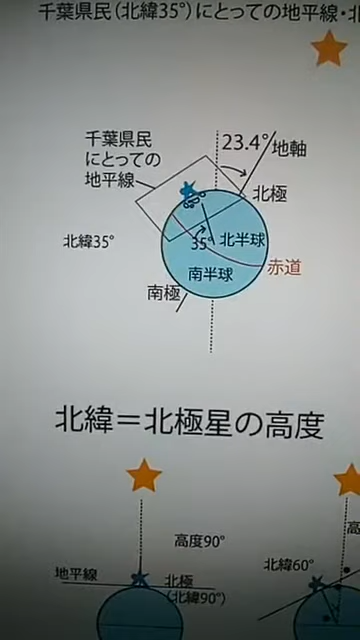 千葉県民(北緯35°)にとっての地平線・北
23.4°
地軸
千葉県民
にとっての
地平線
北極
北緯35°
35°
北半球
南半球
赤道
南極
北緯＝北極星の高度
高度90°
高
地平線
北極
(北緯90°)
北緯60°